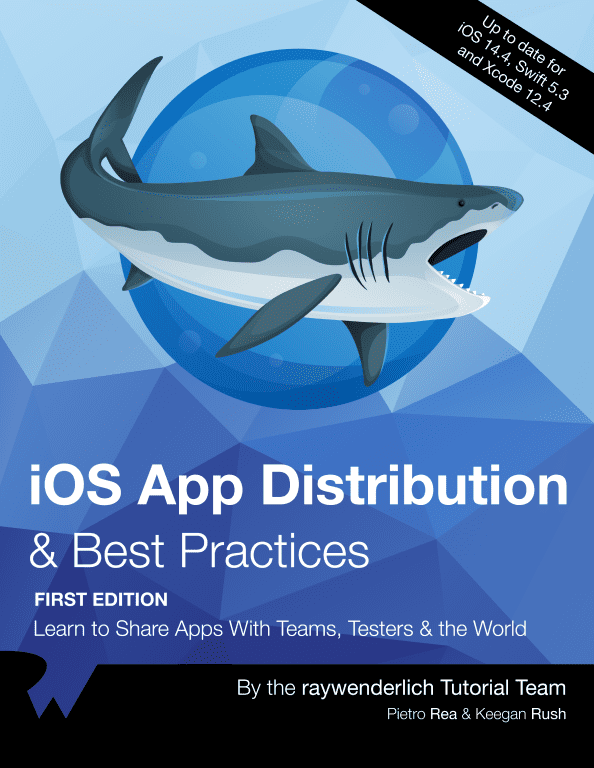 Up to date for
iOS 14.4, Swift 5.3
and Xcode 12.4
iOS App Distribution
& Best Practices
FIRST EDITION
Learn to Share Apps With Teams, Testers & the World
By the raywenderlich Tutorial Team
Pietro Rea & Keegan Rush